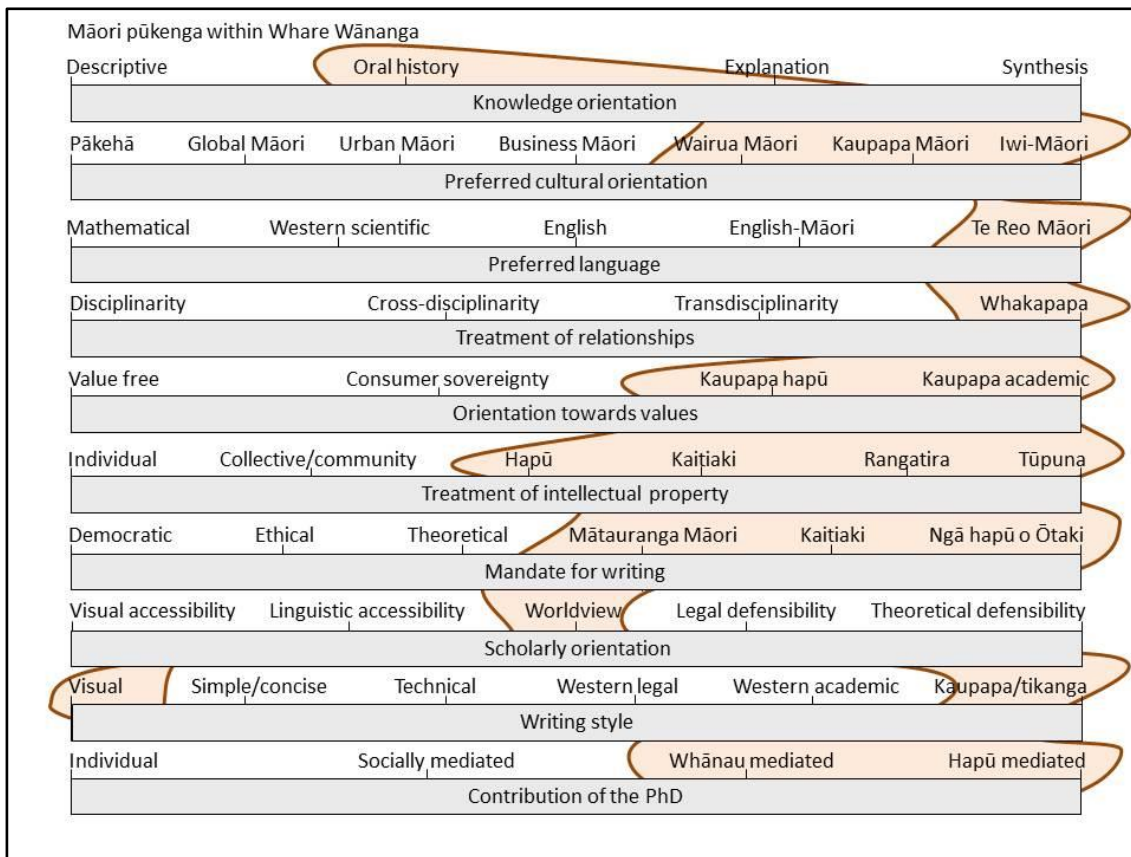 Māori pūkenga within Whare Wānanga
Descriptive Oral history Explanation Synthesis
Knowledge orientation
Pākehā Global Māori Urban Māori Business Māori Wairua Māori Kaupapa Māori Iwi-Māori
Preferred cultural orientation
Mathematical Western scientific English English-Māori Te Reo Māori
Preferred language
Disciplinarity Cross-disciplinarity Transdisciplinarity Whakapapa
Treatment of relationships
Value free Consumer sovereignty Kaupapa hapū Kaupapa academic
Orientation towards values
Individual Collective/community Hapū Kaitiaki Rangatira Tūpuna
Treatment of intellectual property
Democratic Ethical Theoretical Mātauranga Māori Kaitiaki Ngā hapū o Ōtaki
Mandate for writing
Visual accessibility Linguistic accessibility Worldview Legal defensibility Theoretical defensibility
Scholarly orientation
Visual Simple/concise Technical Western legal Western academic Kaupapa/tikanga
Writing style
Individual Socially mediated Whānau mediated Hapū mediated
Contribution of the PhD